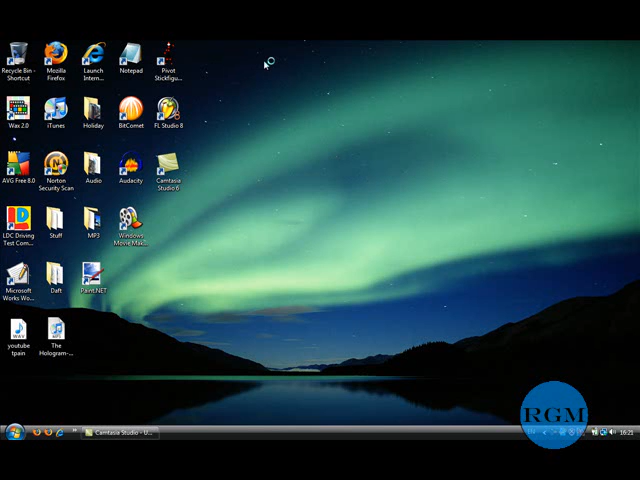 Recycle Bin - Shortcut
Mozilla Firefox
Launch Intern...
Notepad
Pivot Stickfigu...
Wax 2.0
iTunes
Holiday
BitComet
FL Studio 8
AVG Free 8.0
Norton Security Scan
Audio
Audacity
Camtasia Studio 6
LDC Driving Test Com...
Stuff
MP3
Windows Movie Mak...
Microsoft Works Wo...
Daft
Paint.NET
youtube tpain
The Hologram-...
RGM
Camtasia Studio - U...
16:21